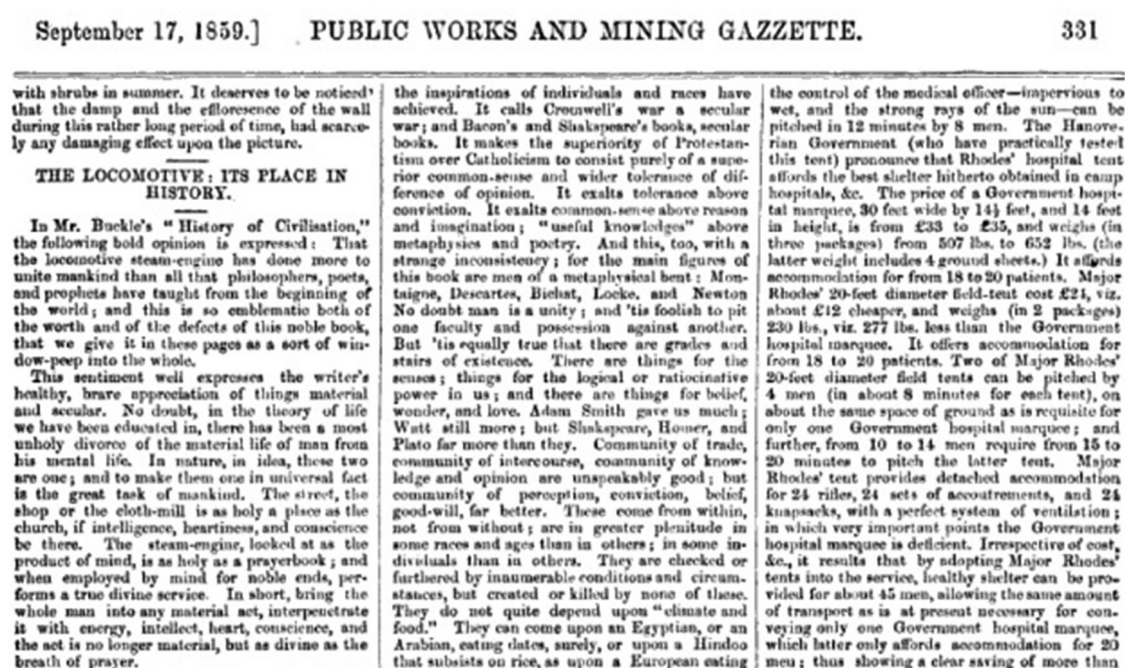 September 17, 1859.] PUBLIC WORKS AND MINING GAZETTE. 331
with shrubs in summer. It deserves to be noticed
that the damp and the effloresence of the wall
during this rather long period of time, had scarce-
ly any damaging effect upon the picture.
THE LOCOMOTIVE: ITS PLACE IN
HISTORY.
In Mr. Buckle's "History of Civilisation,"
the following bold opinion is expressed: That
the locomotive steam-engine has done more to
unite mankind than all that philosophers, poets,
and prophets have taught from the beginning of
the world; and this is so emblematic both of
the worth and of the defects of this noble book,
that we give it in these pages as a sort of win-
dow-peep into the whole.
This sentiment well expresses the writer's
healthy, brave appreciation of things material
and secular. No doubt, in the theory of life
we have been educated in, there has been a most
unholy divorce of the material life of man from
his mental life. In nature, in idea, these two
are one; and to make them one in universal fact
is the great task of mankind. The street, the
shop or the cloth-mill is as holy a place as the
church, if intelligence, heartiness, and conscience
be there. The steam-engine, looked at as the
product of mind, is as holy as a prayerbook; and
when employed by mind for noble ends, per-
forms a true divine service. In short, bring the
whole man into any material act, interpenetrate
it with energy, intellect, heart, conscience, and
the act is no longer material, but as divine as the
breath of prayer.
the inspirations of individuals and races have
achieved. It calls Cromwell's war a secular
war; and Bacon's and Shakspeare's books, secular
books. It makes the superiority of Protestan-
tism over Catholicism to consist purely of a supe-
rior common-sense and wider tolerance of dif-
ference of opinion. It exalts tolerance above
conviction. It exalts common-sense above reason
and imagination; "useful knowledges" above
metaphysics and poetry. And this, too, with a
strange inconsistency; for the main figures of
this book are men of a metaphysical bent: Mon-
taigne, Descartes, Bichat, Locke, and Newton
No doubt man is a unity; and 'tis foolish to pit
one faculty and possession against another.
But 'tis equally true that there are grades and
stairs of existence. There are things for the
senses; things for the logical or ratiocinative
power in us; and there are things for belief,
wonder, and love. Adam Smith gave us much;
Watt still more; but Shakspeare, Homer, and
Plato far more than they. Community of trade,
community of intercourse, community of know-
ledge and opinion are unspeakably good; but
community of perception, conviction, belief,
good-will, far better. These come from within,
not from without; are in greater plenitude in
some races and ages than in others; in some in-
dividuals than in others. They are checked or
furthered by innumerable conditions and circum-
stances, but created or killed by none of these.
They do not quite depend upon "climate and
food." They can come upon an Egyptian, or an
Arabian, eating dates, surely, or upon a Hindoo
that subsists on rice, as upon a European eating
the control of the medical officer—impervious to
wet, and the strong rays of the sun—can be
pitched in 12 minutes by 8 men. The Hanove-
rian Government (who have practically tested
this tent) pronounce that Rhodes' hospital tent
affords the best shelter hitherto obtained in camp
hospitals, &c. The price of a Government hospi-
tal marquee, 30 feet wide by 14½ feet, and 14 feet
in height, is from £33 to £35, and weighs (in
three packages) from 507 lbs. to 652 lbs. (the
latter weight includes 4 ground sheets.) It affords
accommodation for from 18 to 20 patients. Major
Rhodes' 20-feet diameter field-tent cost £21, viz.
about £12 cheaper, and weighs (in 2 packages)
230 lbs., viz. 277 lbs. less than the Government
hospital marquee. It offers accommodation for
from 18 to 20 patients. Two of Major Rhodes'
20-feet diameter field tents can be pitched by
4 men (in about 8 minutes for each tent), on
about the same space of ground as is requisite for
only one Government hospital marquee; and
further, from 10 to 14 men require from 15 to
20 minutes to pitch the latter tent. Major
Rhodes' tent provides detached accommodation
for 24 rifles, 24 sets of accoutrements, and 24
knapsacks, with a perfect system of ventilation;
in which very important points the Government
hospital marquee is deficient. Irrespective of cost,
&c., it results that by adopting Major Rhodes'
tents into the service, healthy shelter can be pro-
vided for about 45 men, allowing the same amount
of transport as is at present necessary for con-
veying only one Government hospital marquee,
which latter only affords accommodation for 20
men; thus showing a clear saving of more than